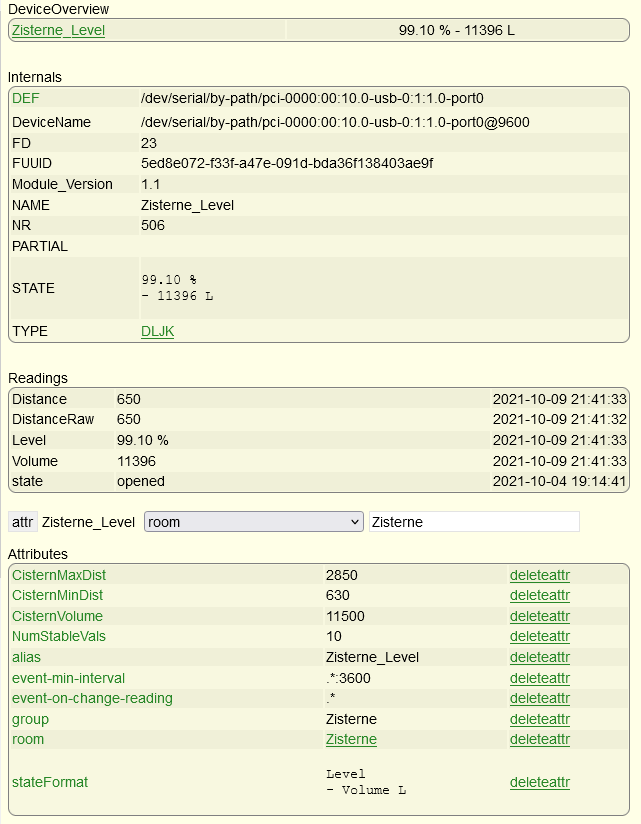 DeviceOverview
Zisterne_Level 99.10 % - 11396 L
Internals
DEF /dev/serial/by-path/pci-0000:00:10.0-usb-0:1:1.0-port0
DeviceName /dev/serial/by-path/pci-0000:00:10.0-usb-0:1:1.0-port0@9600
FD 23
FUUID 5ed8e072-f33f-a47e-091d-bda36f138403ae9f
Module_Version 1.1
NAME Zisterne_Level
NR 506
PARTIAL
99.10 %
STATE
- 11396 L
TYPE DLJK
Readings
Distance 650 2021-10-09 21:41:33
DistanceRaw 650 2021-10-09 21:41:32
Level 99.10 % 2021-10-09 21:41:33
Volume 11396 2021-10-09 21:41:33
state opened 2021-10-04 19:14:41
attr Zisterne_Level room Zisterne
Attributes
CisternMaxDist 2850 deleteattr
CisternMinDist 630 deleteattr
CisternVolume 11500 deleteattr
NumStableVals 10 deleteattr
alias Zisterne_Level deleteattr
event-min-interval .*:3600 deleteattr
event-on-change-reading .* deleteattr
group Zisterne deleteattr
room Zisterne deleteattr
Level
stateFormat deleteattr
- Volume L